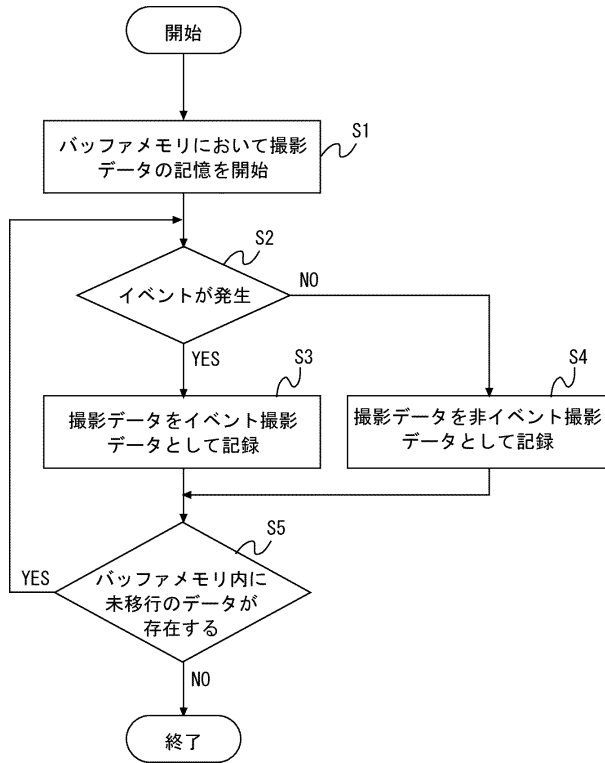 開始
S1
バッファメモリにおいて撮影
データの記憶を開始
S2
イベントが発生
NO
YES
S3
撮影データをイベント撮影
データとして記録
S4
撮影データを非イベント撮影
データとして記録
S5
YES
バッファメモリ内に
未移行のデータが
存在する
NO
終了